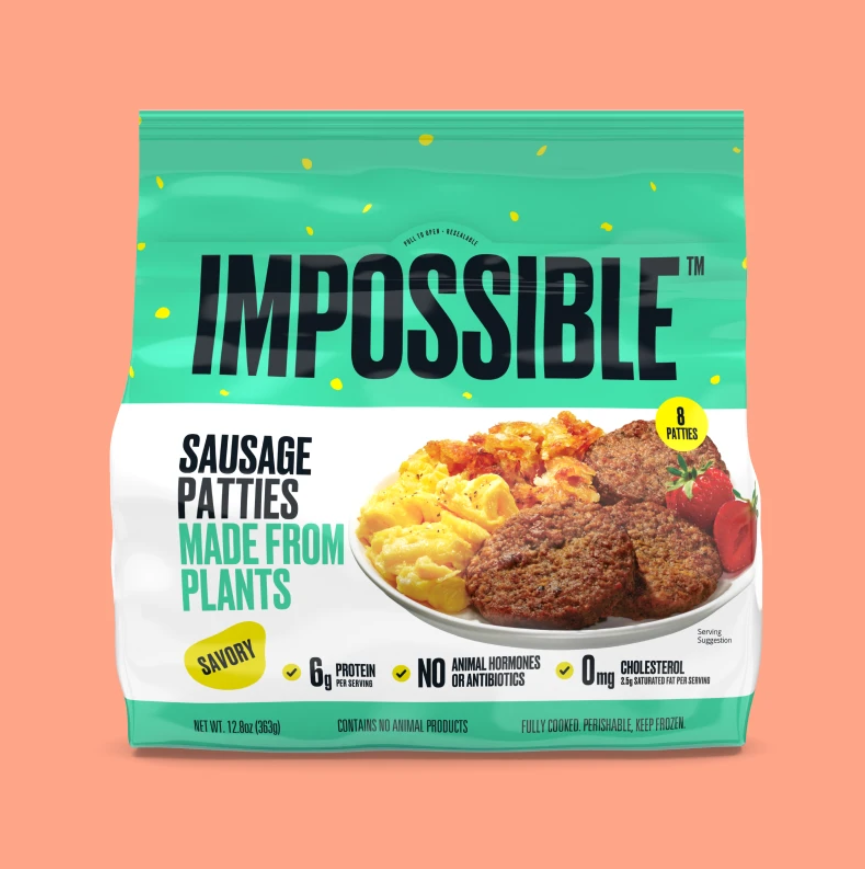 PULL TO OPEN • RESEALABLE
IMPOSSIBLE™
8
PATTIES
SAUSAGE
PATTIES
MADE FROM
PLANTS
Serving
Suggestion
SAVORY
6g PROTEIN
PER SERVING
NO ANIMAL HORMONES
OR ANTIBIOTICS
0mg CHOLESTEROL
2.5g SATURATED FAT PER SERVING
NET WT. 12.8oz (363g)
CONTAINS NO ANIMAL PRODUCTS
FULLY COOKED. PERISHABLE, KEEP FROZEN.